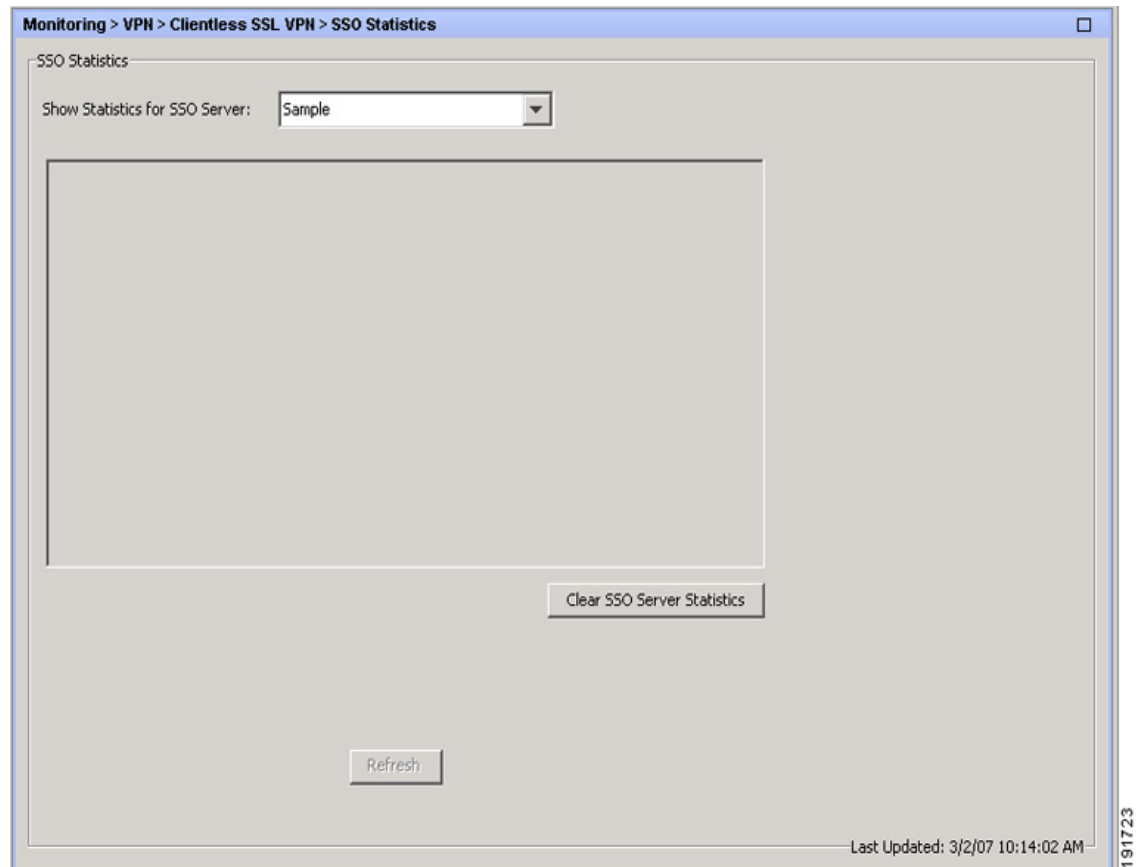 Monitoring > VPN > Clientless SSL VPN > SSO Statistics
SSO Statistics
Show Statistics for SSO Server: Sample
Clear SSO Server Statistics
Refresh
Last Updated: 3/2/07 10:14:02 AM
191723